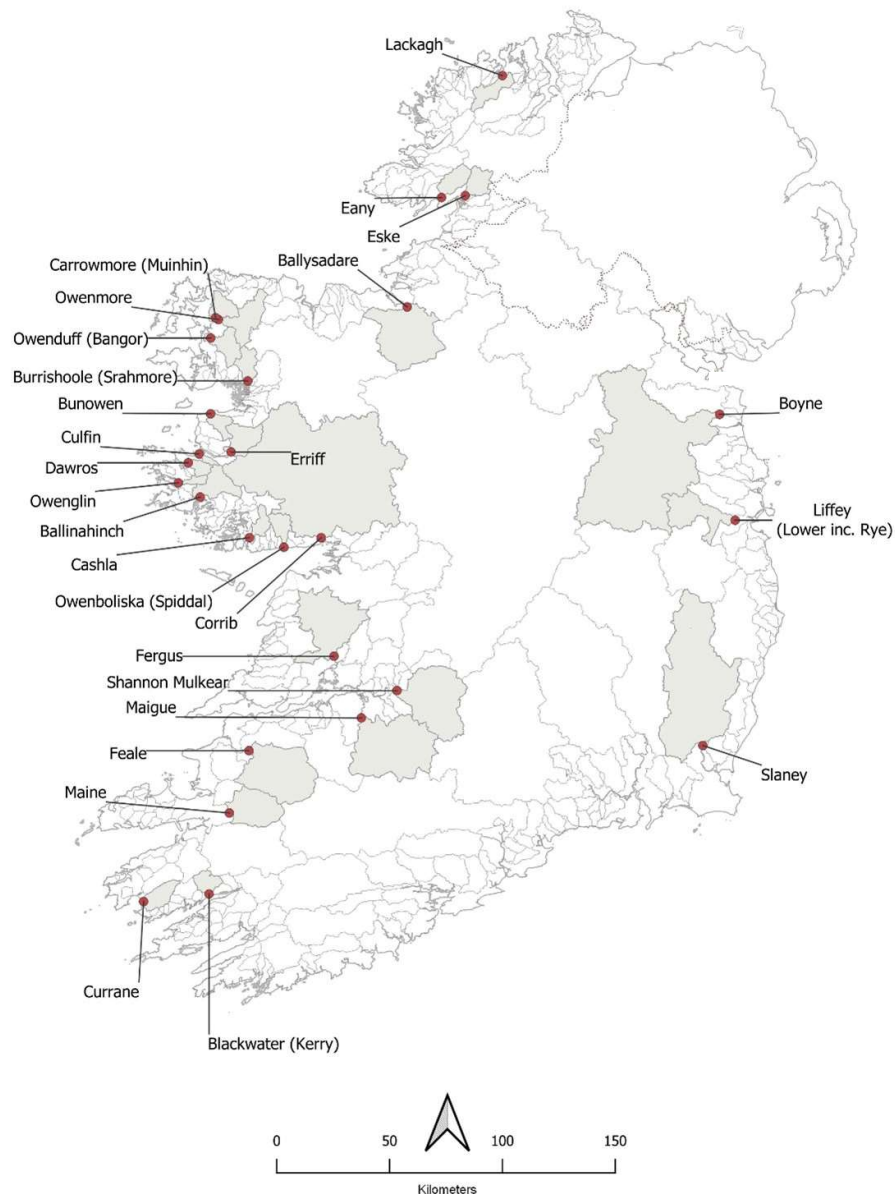 Lackagh
Eany
Eske
Ballysadare
Carrowmore (Muinhin)
Owenmore
Owenduff (Bangor)
Burrishoole (Srahmore)
Bunowen
Culfin
Erriff
Dawros
Owenglin
Ballinahinch
Cashla
Owenboliska (Spiddal)
Corrib
Boyne
Liffey
(Lower inc. Rye)
Fergus
Shannon Mulkear
Maigue
Feale
Slaney
Maine
Currane
Blackwater (Kerry)
0 50 100 150
Kilometers